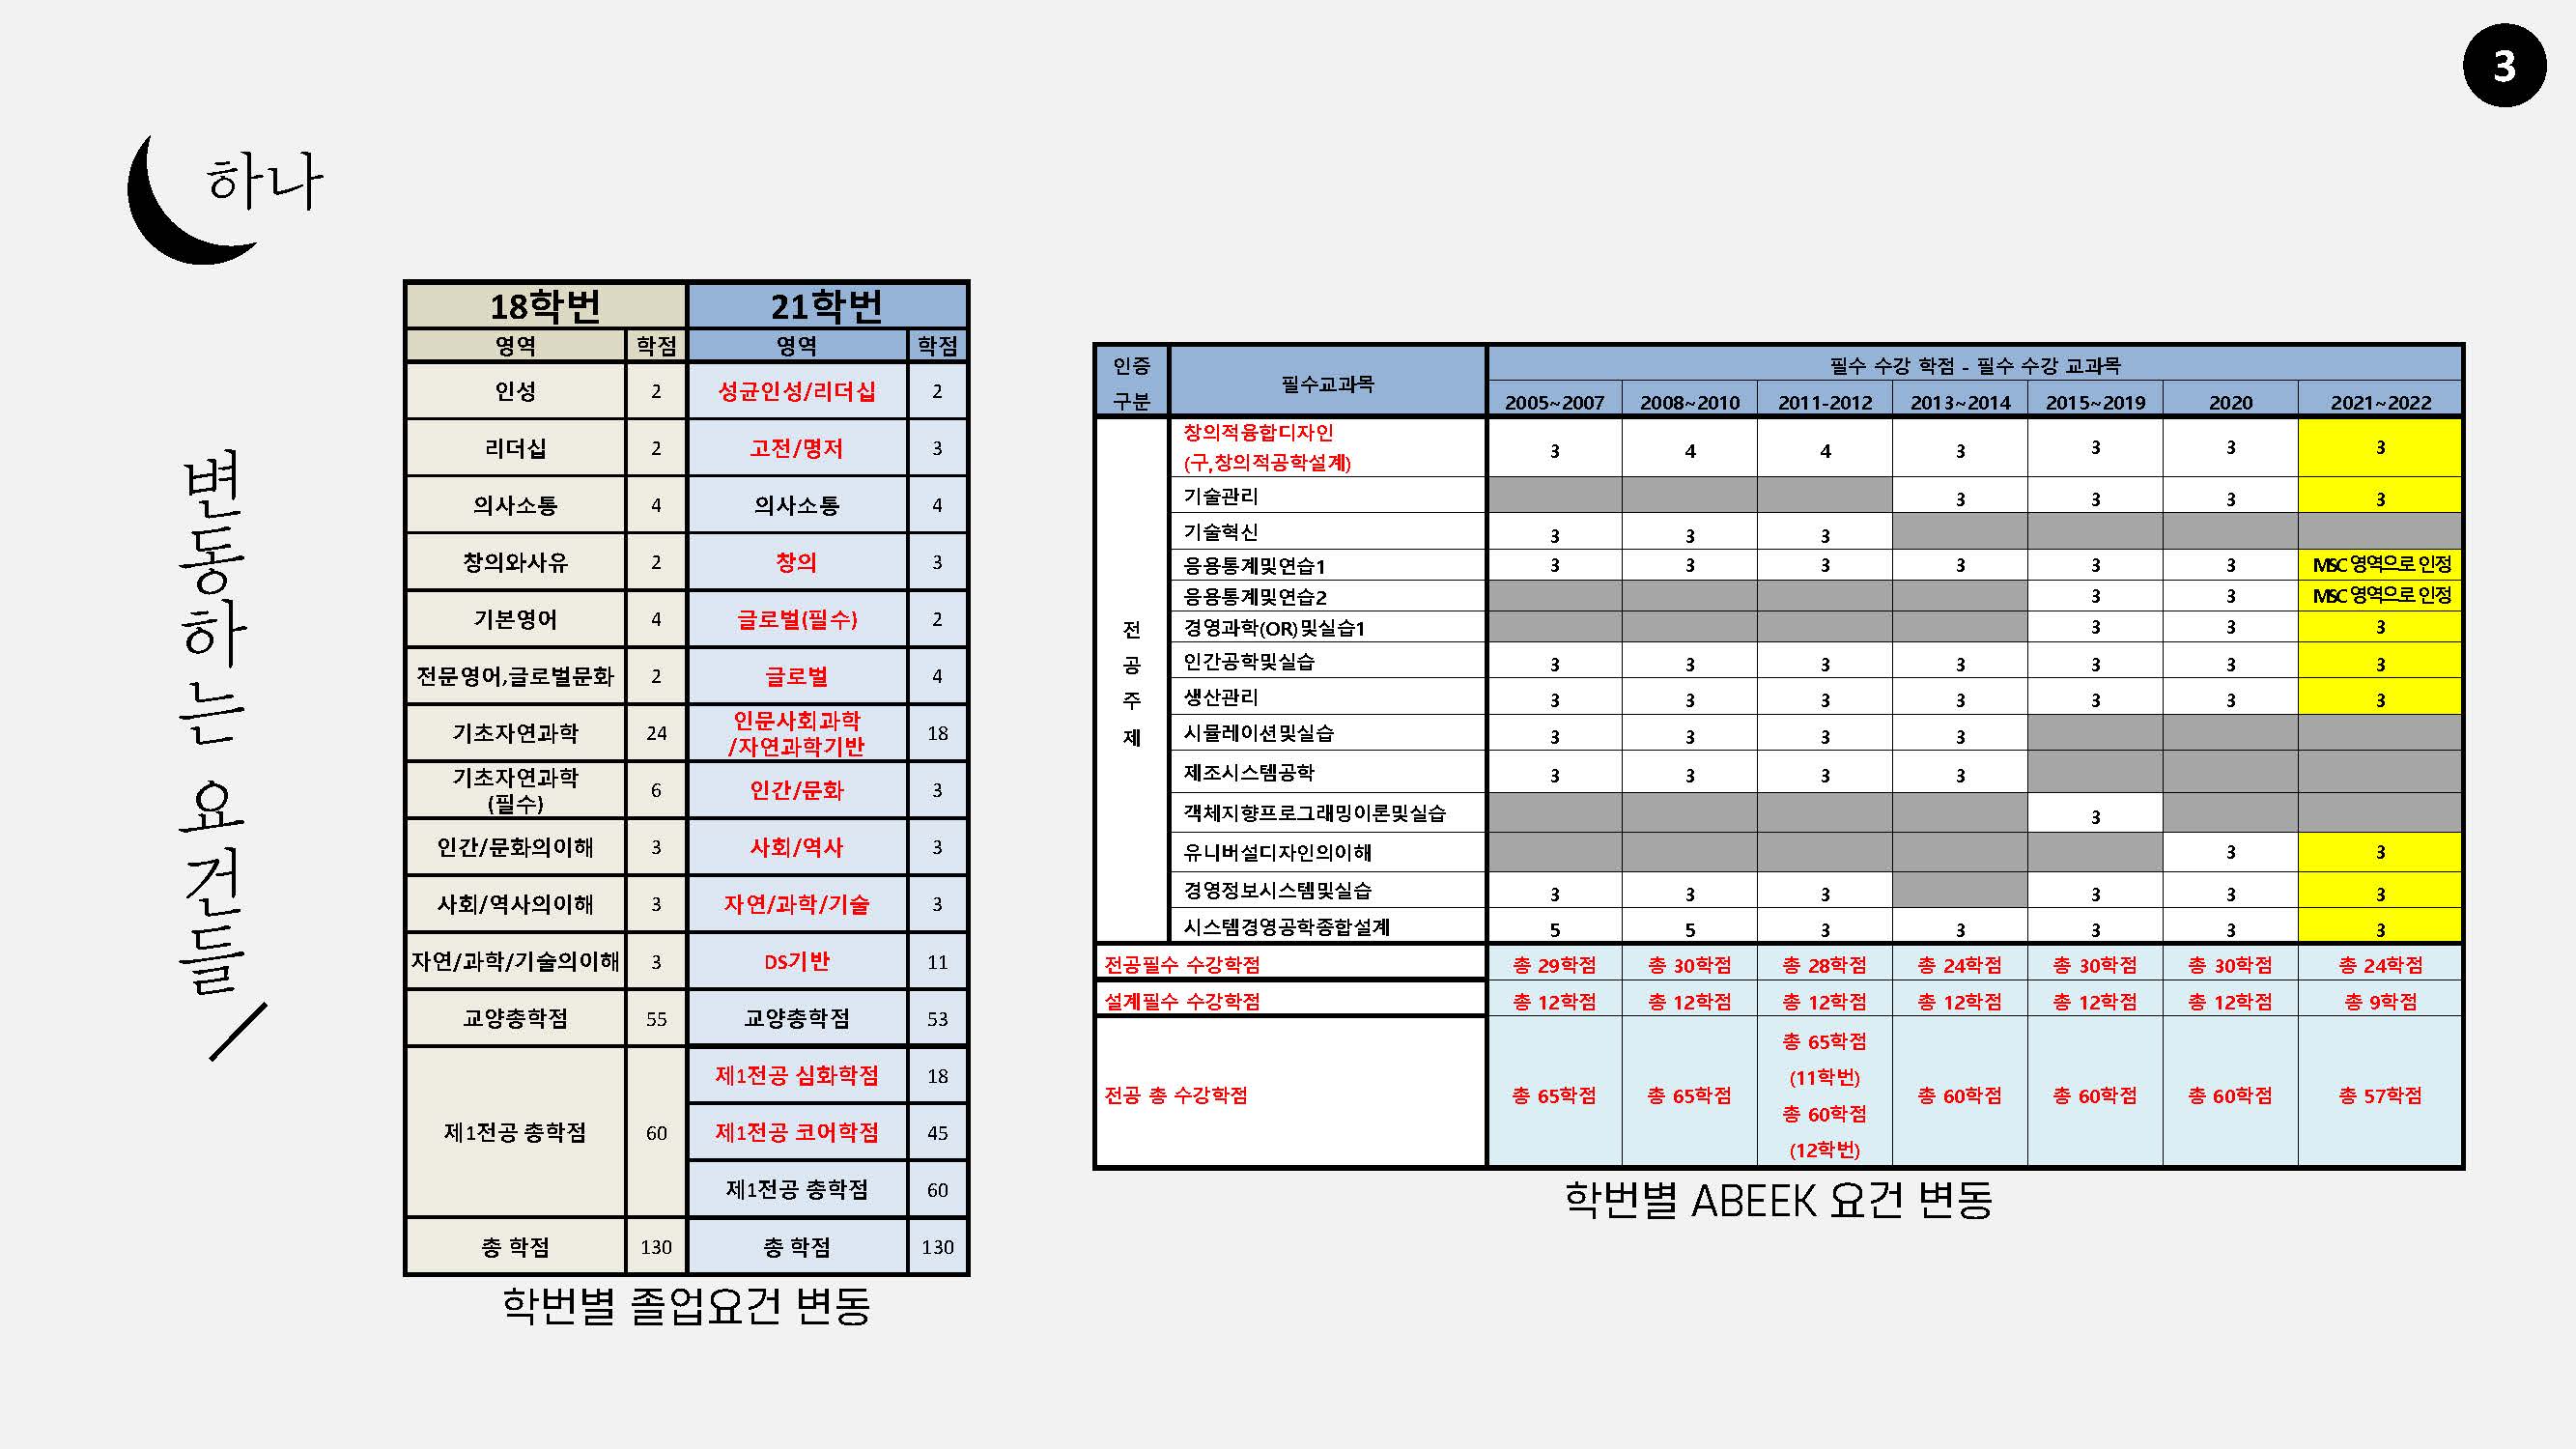 3
하나
변동하는 요건들
18학번 21학번
영역 학점 영역 학점
인성 2 성균인성/리더십 2
리더십 2 고전/명저 3
의사소통 4 의사소통 4
창의와사유 2 창의 3
기본영어 4 글로벌(필수) 2
전문영어,글로벌문화 2 글로벌 4
기초자연과학 24 인문사회과학
/자연과학기반 18
기초자연과학
(필수) 6 인간/문화 3
인간/문화의이해 3 사회/역사 3
사회/역사의이해 3 자연/과학/기술 3
자연/과학/기술의이해 3 DS기반 11
교양총학점 55 교양총학점 53
제1전공 심화학점 18
제1전공 총학점 60 제1전공 코어학점 45
제1전공 총학점 60
총 학점 130 총 학점 130
학번별 졸업요건 변동
인증
구분
필수교과목
필수 수강 학점 - 필수 수강 교과목
2005~2007 2008~2010 2011-2012 2013~2014 2015~2019 2020 2021~2022
전공주제
창의적융합디자인
(구,창의적공학설계) 3 4 4 3 3 3 3
기술관리 3 3 3 3
기술혁신 3 3 3
응용통계및연습1 3 3 3 3 3 3 MSC영역으로 인정
응용통계및연습2 3 3 MSC영역으로 인정
경영과학(OR)및실습1 3 3 3
인간공학및실습 3 3 3 3 3 3 3
생산관리 3 3 3 3 3 3 3
시뮬레이션및실습 3 3 3 3
제조시스템공학 3 3 3 3
객체지향프로그래밍이론및실습 3
유니버설디자인의이해 3 3
경영정보시스템및실습 3 3 3 3 3 3
시스템경영공학종합설계 5 5 3 3 3 3 3
전공필수 수강학점 총 29학점 총 30학점 총 28학점 총 24학점 총 30학점 총 30학점 총 24학점
설계필수 수강학점 총 12학점 총 12학점 총 12학점 총 12학점 총 12학점 총 12학점 총 9학점
전공 총 수강학점 총 65학점 총 65학점 총 65학점
(11학번)
총 60학점
(12학번) 총 60학점 총 60학점 총 60학점 총 57학점
학번별 ABEEK 요건 변동